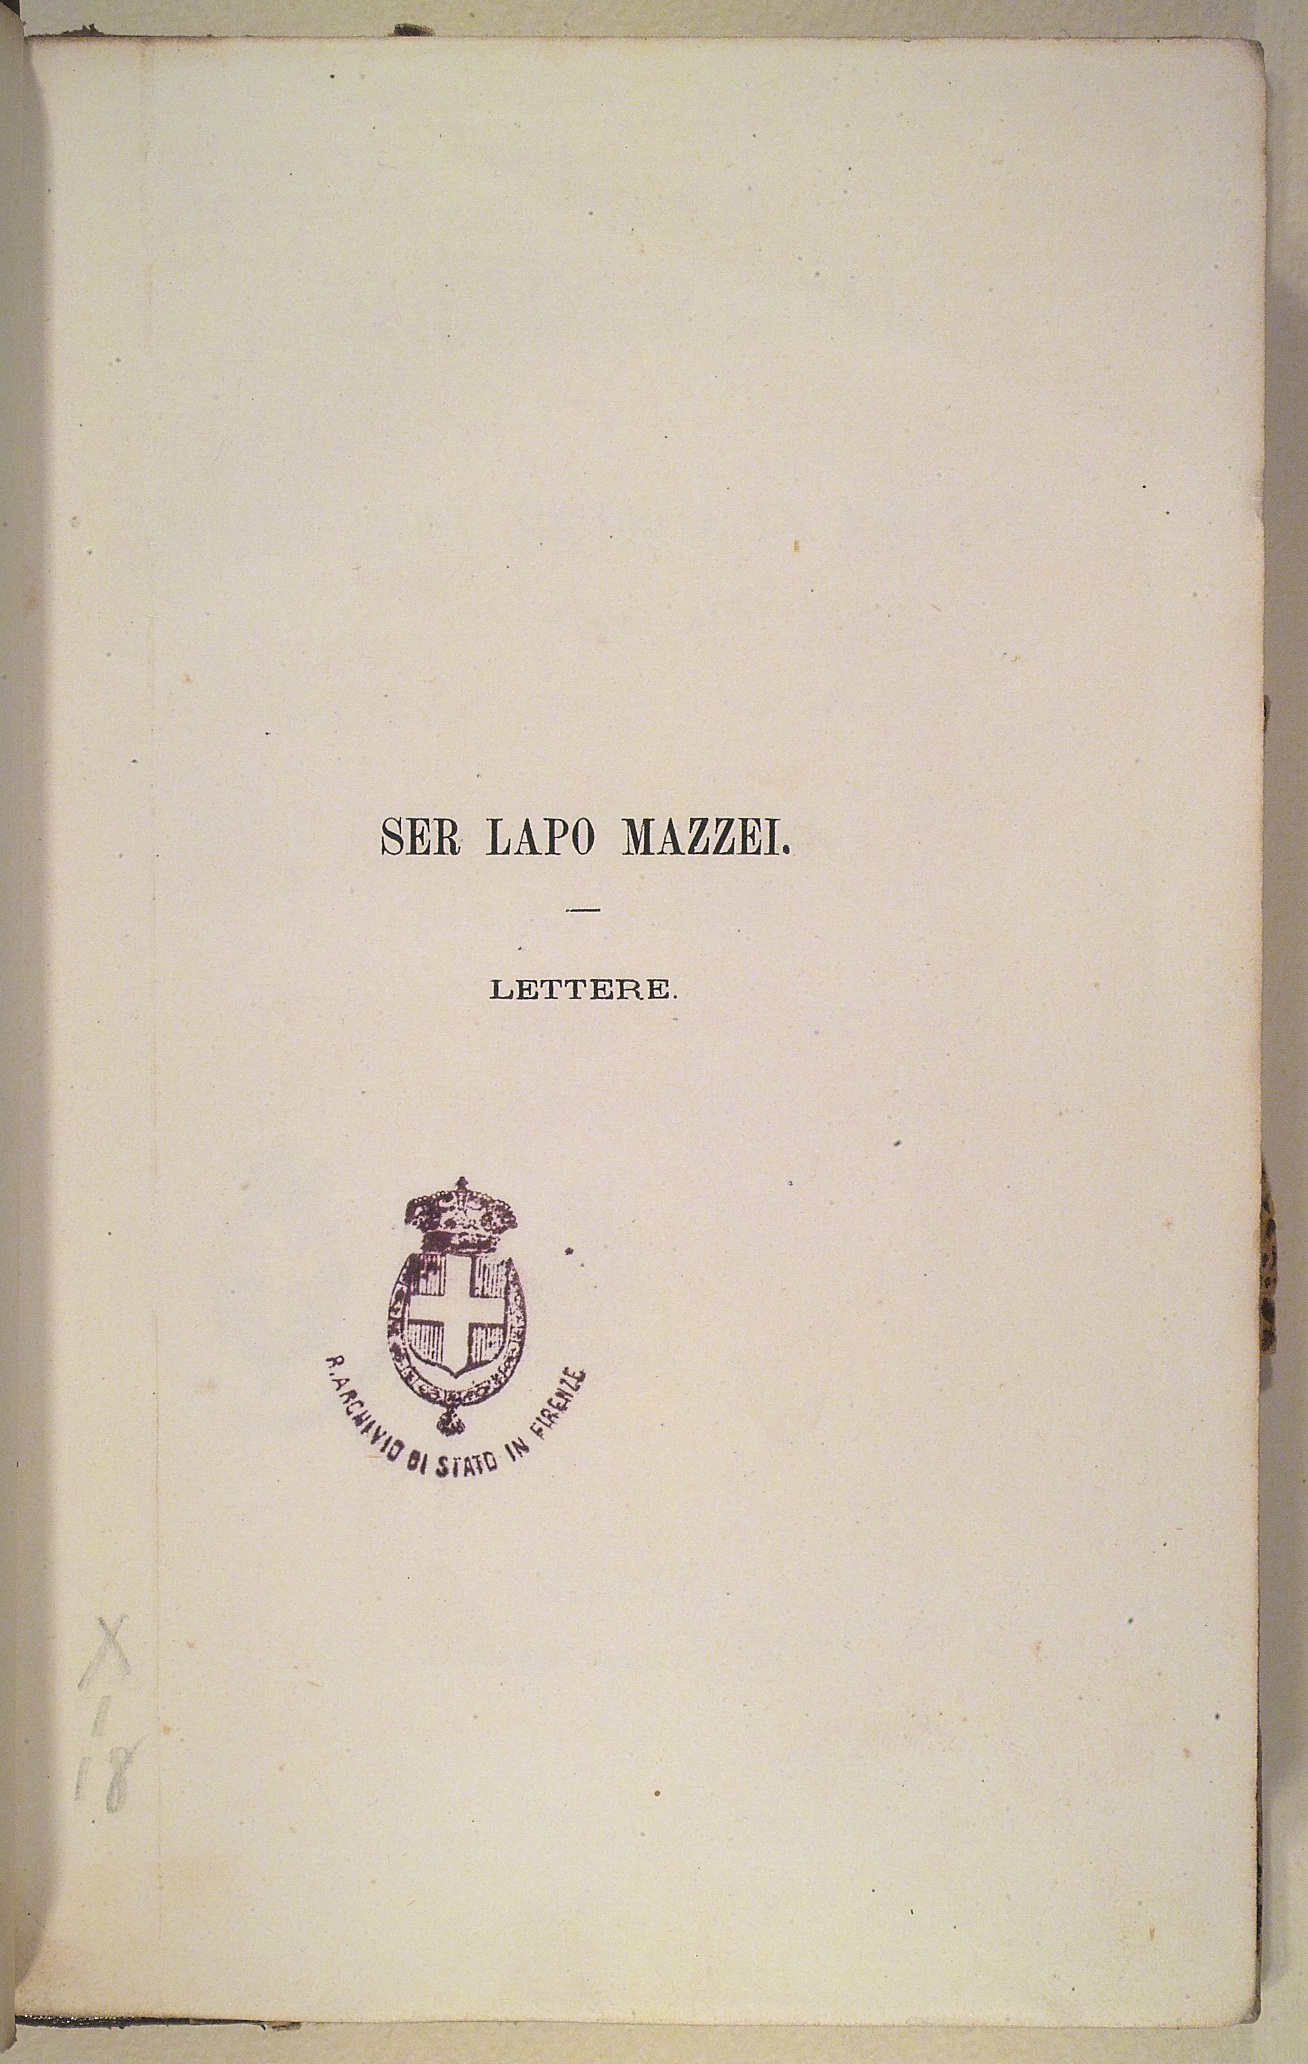 SER LAPO MAZZEI.
LETTERE.
R. ARCHIVIO DI STATO IN FIRENZE
X
1
18